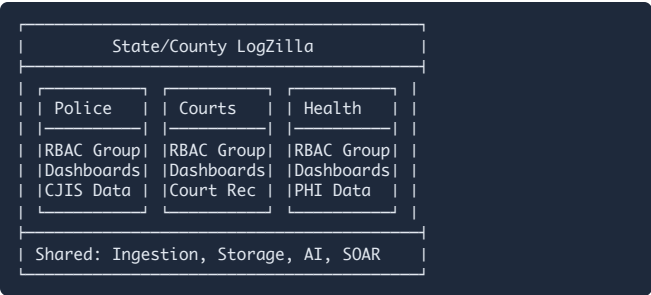 State/County LogZilla
Police Courts Health
RBAC Group RBAC Group RBAC Group
Dashboards Dashboards Dashboards
CJIS Data Court Rec PHI Data
Shared: Ingestion, Storage, AI, SOAR